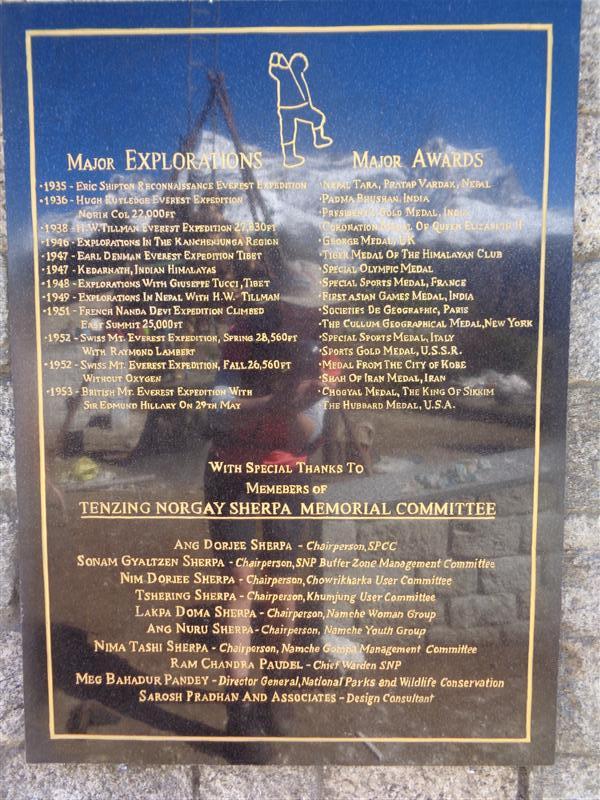 Major Explorations
·1935 - Eric Shipton Reconnaissance Everest Expedition
·1936 - Hugh Rutledge Everest Expedition
North Col 22,000ft
·1938 - H.W.Tillman Everest Expedition 27,830ft
·1946 - Explorations In The Kanchenjunga Region
·1947 - Earl Denman Everest Expedition Tibet
·1947 - Kedarnath, Indian Himalayas
·1948 - Explorations With Giuseppe Tucci, Tibet
·1949 - Explorations In Nepal With H.W. Tillman
·1951 - French Nanda Devi Expedition Climbed
East Summit 25,000ft
·1952 - Swiss Mt. Everest Expedition, Spring 28,560ft
With Raymond Lambert
·1952 - Swiss Mt. Everest Expedition, Fall 26,560ft
Without Oxygen
·1953 - British Mt. Everest Expedition With
Sir Edmund Hillary On 29th May
Major Awards
·Nepal Tara, Pratap Vardak, Nepal
·Padma Bhushan, India
·President's Gold Medal, India
·Coronation Medal Of Queen Elizabeth II
·George Medal, UK
·Tiger Medal Of The Himalayan Club
·Special Olympic Medal
·Special Sports Medal, France
·First Asian Games Medal, India
·Societies De Geographic, Paris
·The Cullum Geographical Medal, New York
·Special Sports Medal, Italy
·Sports Gold Medal, U.S.S.R.
·Medal From The City of Kobe
·Shah Of Iran Medal, Iran
·Chogyal Medal, The King Of Sikkim
·The Hubbard Medal, U.S.A.
With Special Thanks To
Memebers of
TENZING NORGAY SHERPA MEMORIAL COMMITTEE
Ang Dorjee Sherpa - Chairperson, SPCC
Sonam Gyaltzen Sherpa - Chairperson, SNP Buffer Zone Management Committee
Nim Dorjee Sherpa - Chairperson, Chowrikharka User Committee
Tshering Sherpa - Chairperson, Khumjung User Committee
Lakpa Doma Sherpa - Chairperson, Namche Woman Group
Ang Nuru Sherpa - Chairperson, Namche Youth Group
Nima Tashi Sherpa - Chairperson, Namche Gompa Management Committee
Ram Chandra Paudel - Chief Warden SNP
Meg Bahadur Pandey - Director General, National Parks and Wildlife Conservation
Sarosh Pradhan And Associates - Design Consultant